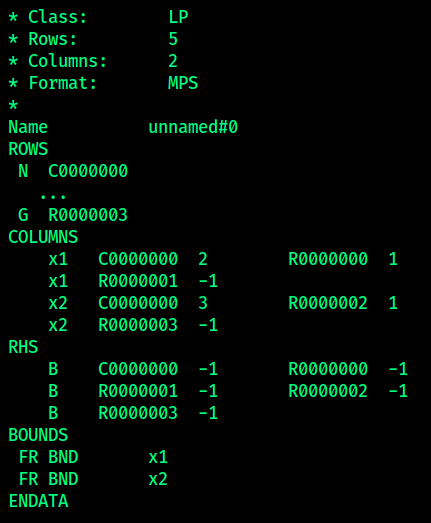 * Class:        LP
* Rows:         5
* Columns:      2
* Format:       MPS
*
Name          unnamed#0
ROWS
 N  C0000000
   ...
 G  R0000003
COLUMNS
    x1   C0000000  2        R0000000  1
    x1   R0000001  -1
    x2   C0000000  3        R0000002  1
    x2   R0000003  -1
RHS
    B    C0000000  -1       R0000000  -1
    B    R0000001  -1       R0000002  -1
    B    R0000003  -1
BOUNDS
 FR BND       x1
 FR BND       x2
ENDATA